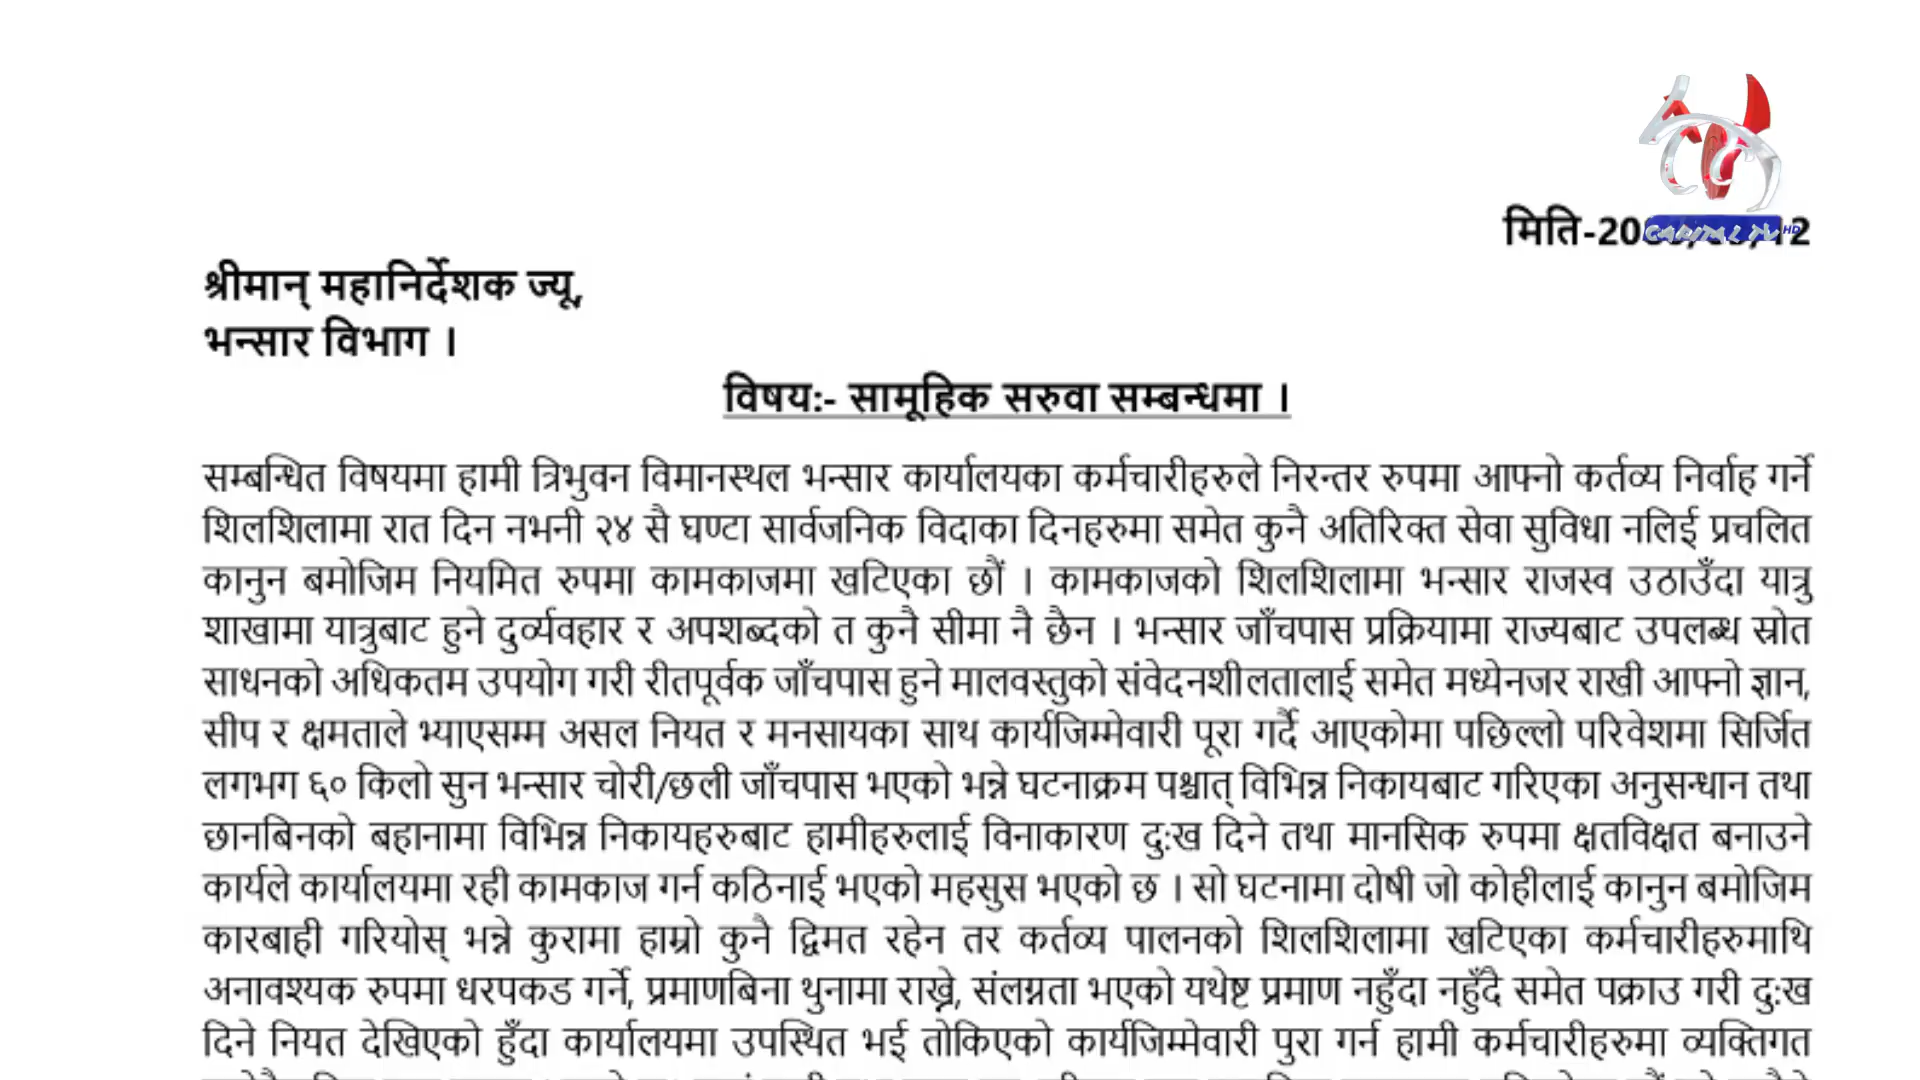 CAPITAL TV HD
मिति-20
श्रीमान् महानिर्देशक ज्यू,
भन्सार विभाग ।
विषय:- सामूहिक सरुवा सम्बन्धमा ।
सम्बन्धित विषयमा हामी त्रिभुवन विमानस्थल भन्सार कार्यालयका कर्मचारीहरुले निरन्तर रुपमा आफ्नो कर्तव्य निर्वाह गर्ने
शिलशिलामा रात दिन नभनी २४ सै घण्टा सार्वजनिक विदाका दिनहरुमा समेत कुनै अतिरिक्त सेवा सुविधा नलिई प्रचलित
कानुन बमोजिम नियमित रुपमा कामकाजमा खटिएका छौं । कामकाजको शिलशिलामा भन्सार राजस्व उठाउँदा यात्रु
शाखामा यात्रुबाट हुने दुर्व्यवहार र अपशब्दको त कुनै सीमा नै छैन । भन्सार जाँचपास प्रक्रियामा राज्यबाट उपलब्ध स्रोत
साधनको अधिकतम उपयोग गरी रीतपूर्वक जाँचपास हुने मालवस्तुको संवेदनशीलतालाई समेत मध्येनजर राखी आफ्नो ज्ञान,
सीप र क्षमताले भ्याएसम्म असल नियत र मनसायका साथ कार्यजिम्मेवारी पूरा गर्दै आएकोमा पछिल्लो परिवेशमा सिर्जित
लगभग ६० किलो सुन भन्सार चोरी/छली जाँचपास भएको भन्ने घटनाक्रम पश्चात् विभिन्न निकायबाट गरिएका अनुसन्धान तथा
छानबिनको बहानामा विभिन्न निकायहरुबाट हामीहरुलाई विनाकारण दुःख दिने तथा मानसिक रुपमा क्षतविक्षत बनाउने
कार्यले कार्यालयमा रही कामकाज गर्न कठिनाई भएको महसुस भएको छ । सो घटनामा दोषी जो कोहीलाई कानुन बमोजिम
कारबाही गरियोस् भन्ने कुरामा हाम्रो कुनै द्विमत रहेन तर कर्तव्य पालनको शिलशिलामा खटिएका कर्मचारीहरुमाथि
अनावश्यक रुपमा धरपकड गर्ने, प्रमाणबिना थुनामा राख्ने, संलग्नता भएको यथेष्ट प्रमाण नहुँदा नहुँदै समेत पक्राउ गरी दुःख
दिने नियत देखिएको हुँदा कार्यालयमा उपस्थित भई तोकिएको कार्यजिम्मेवारी पुरा गर्न हामी कर्मचारीहरुमा व्यक्तिगत